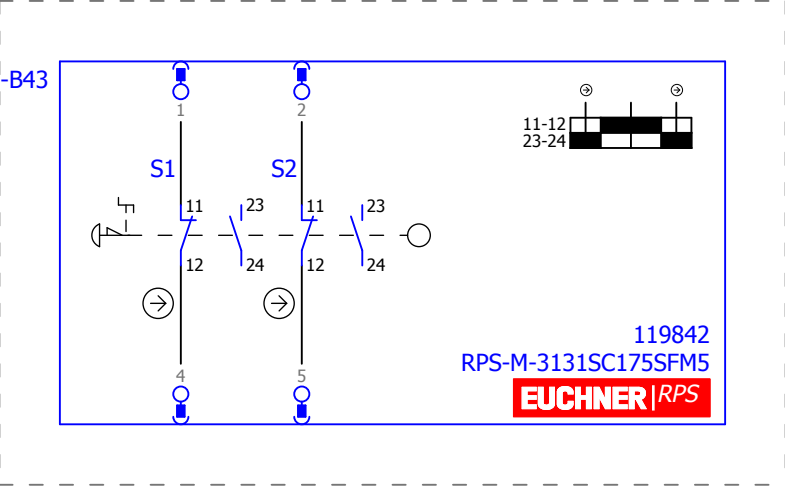 -B43
1 2
11-12
23-24
S1 S2
11 23 11 23
12 24 12 24
119842
RPS-M-3131SC175SFM5
4 5
EUCHNER RPS